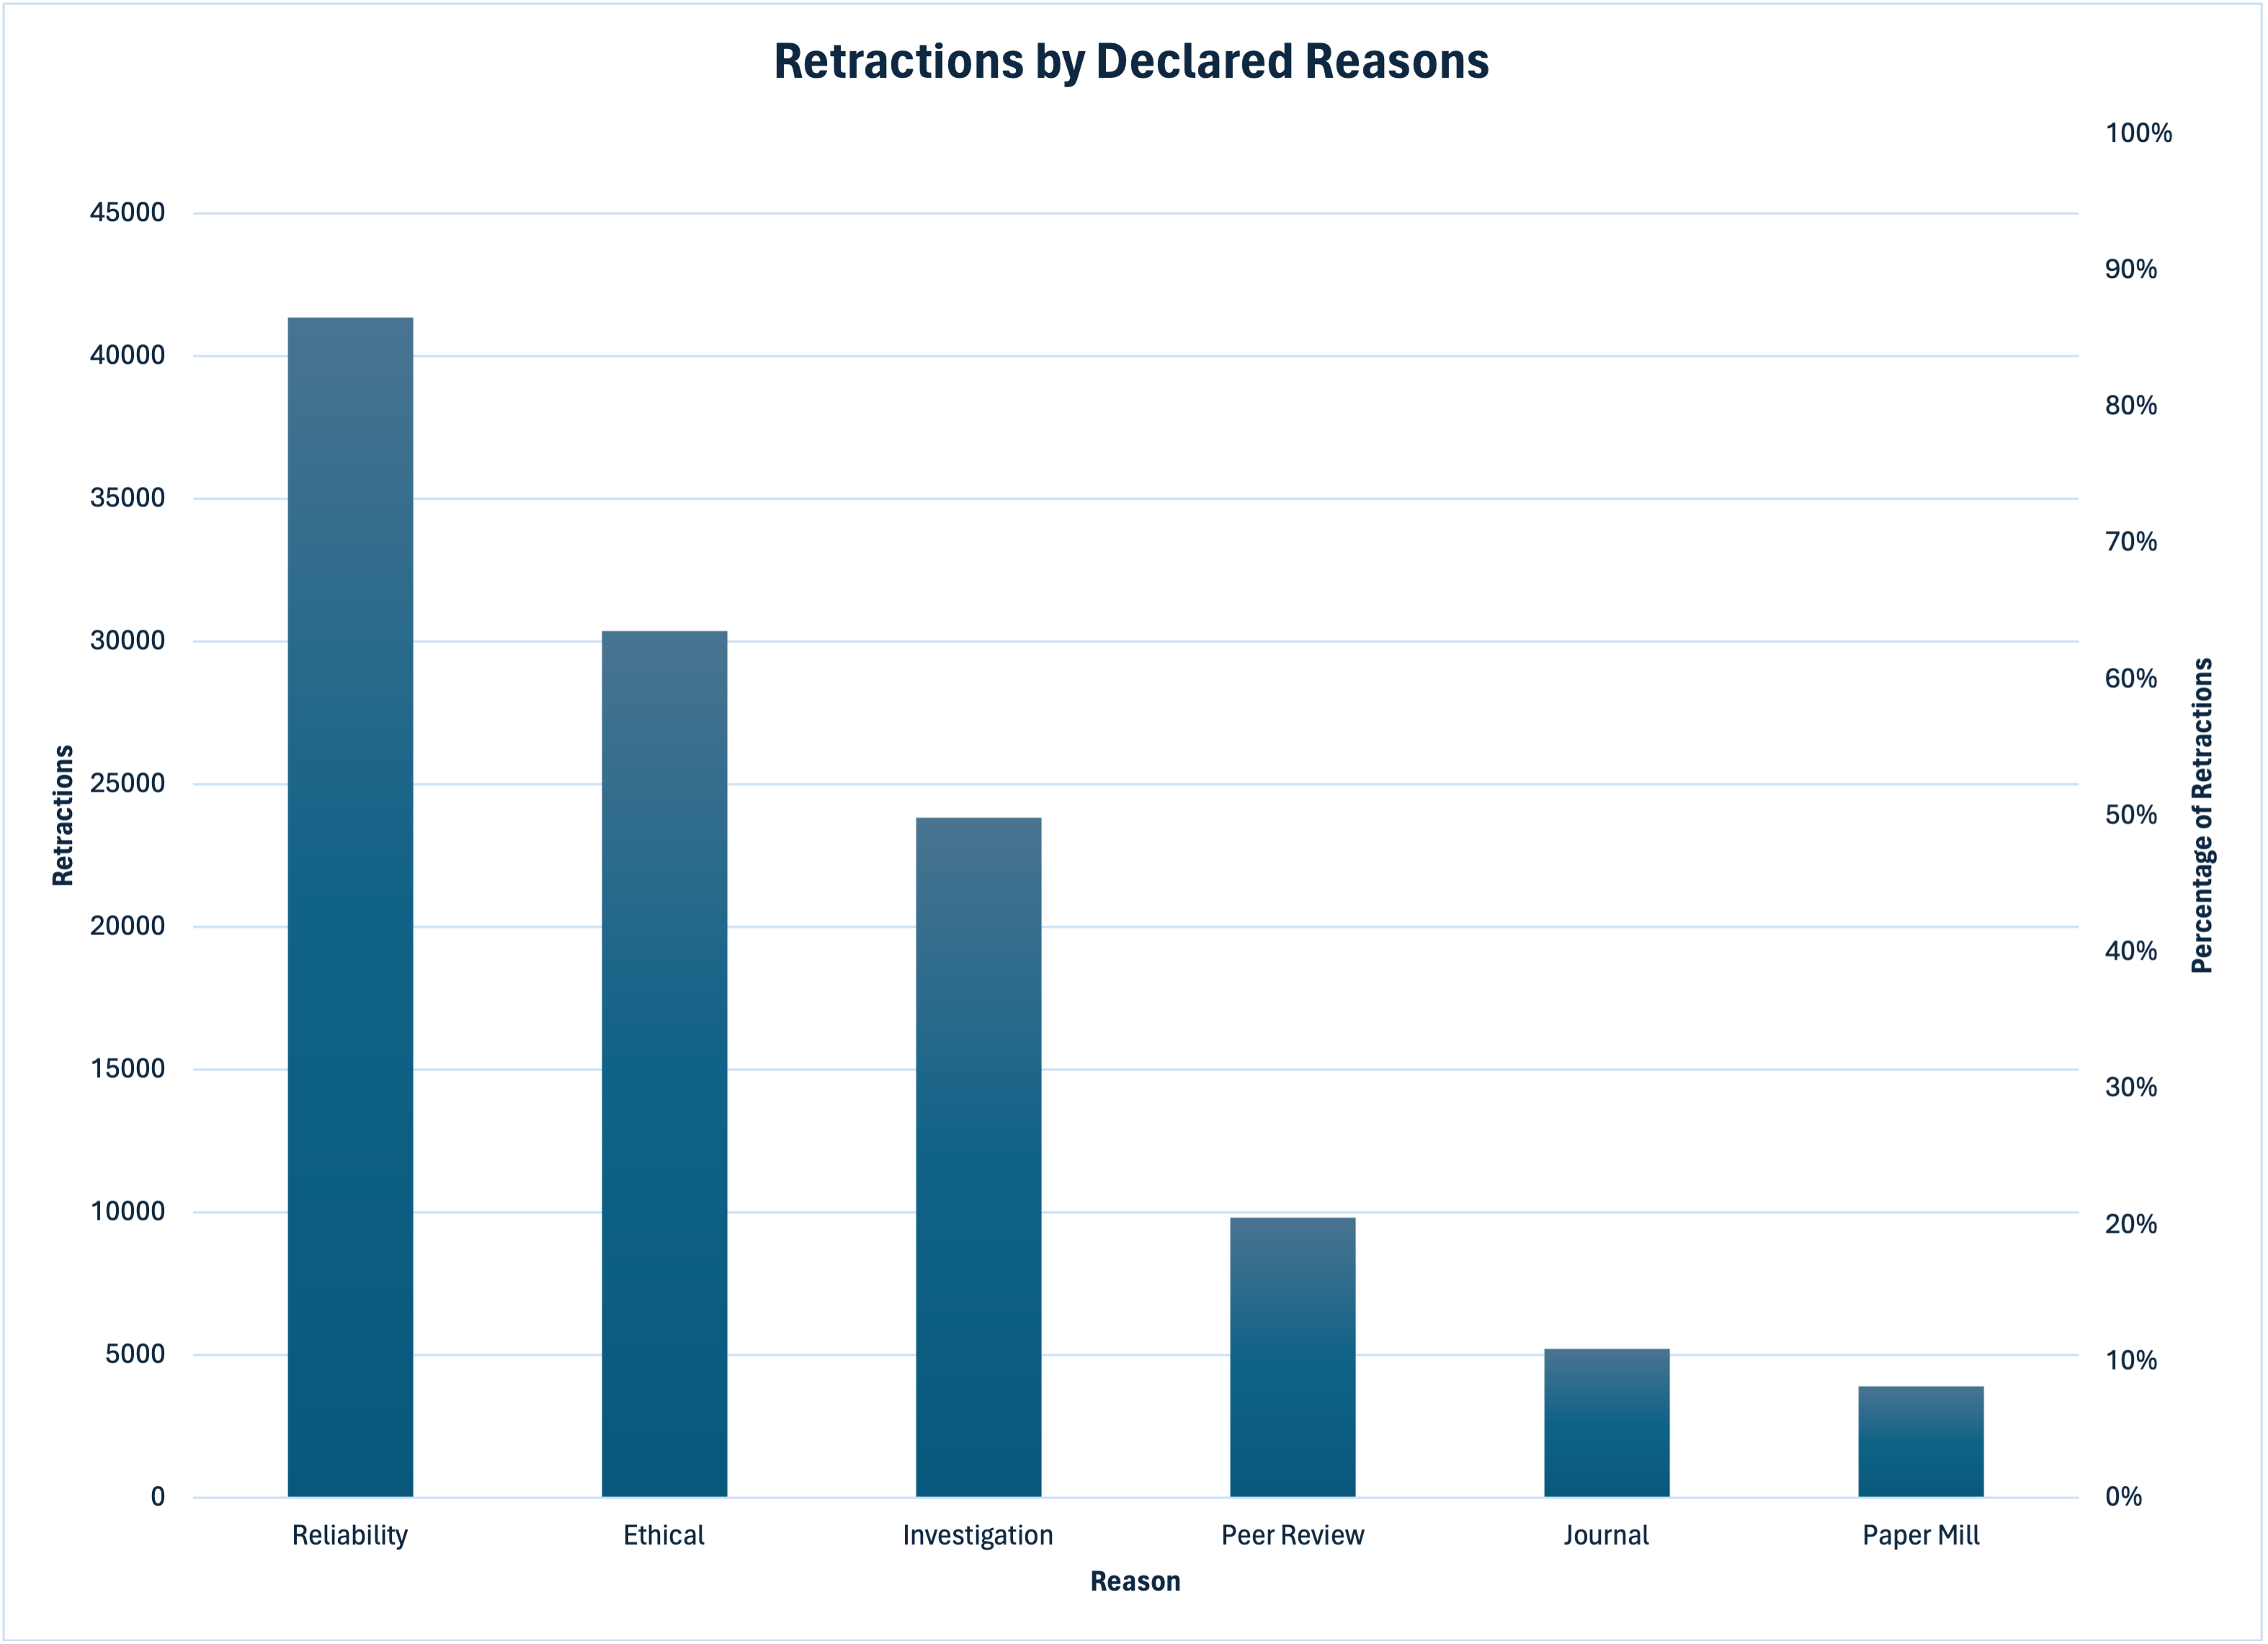 Retractions by Declared Reasons
100%
45000
90%
40000
80%
35000
70%
30000
60%
25000
50%
20000
40%
15000
30%
10000
20%
5000
10%
0
0%
Retractions
Percentage of Retractions
Reliability
Ethical
Investigation
Peer Review
Journal
Paper Mill
Reason